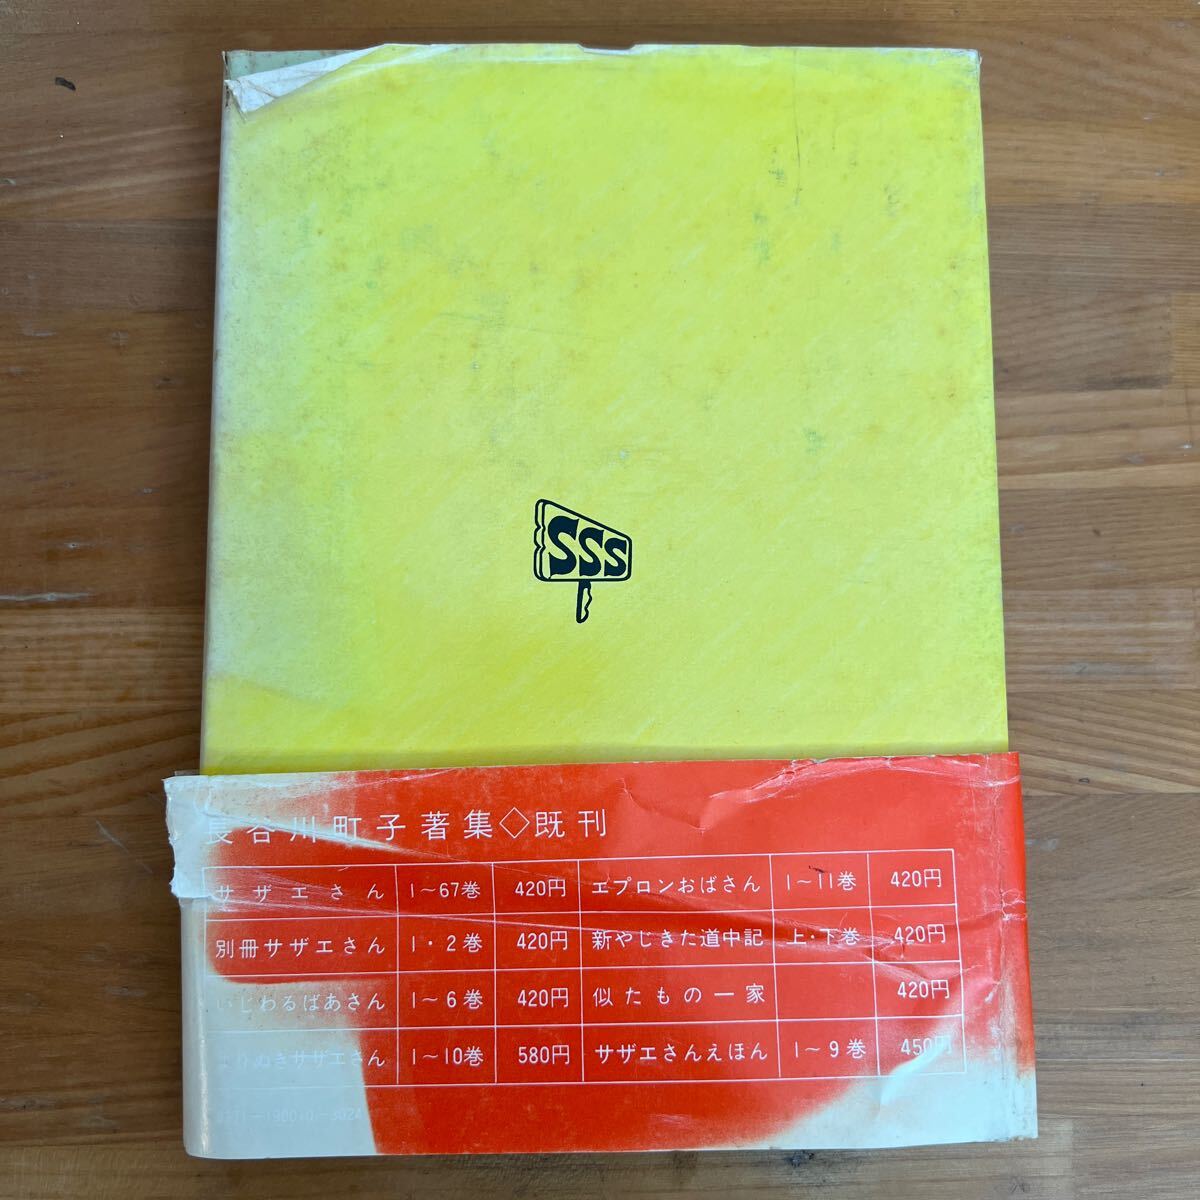 SSS
長谷川町子著集◇既刊
サザエさん 1〜67巻 420円 エプロンおばさん 1〜11巻 420円
別冊サザエさん 1・2巻 420円 新やじきた道中記 上・下巻 420円
いじわるばあさん 1〜6巻 420円 似たもの一家 420円
よりぬきサザエさん 1〜10巻 580円 サザエさんえほん 1〜9巻 450円